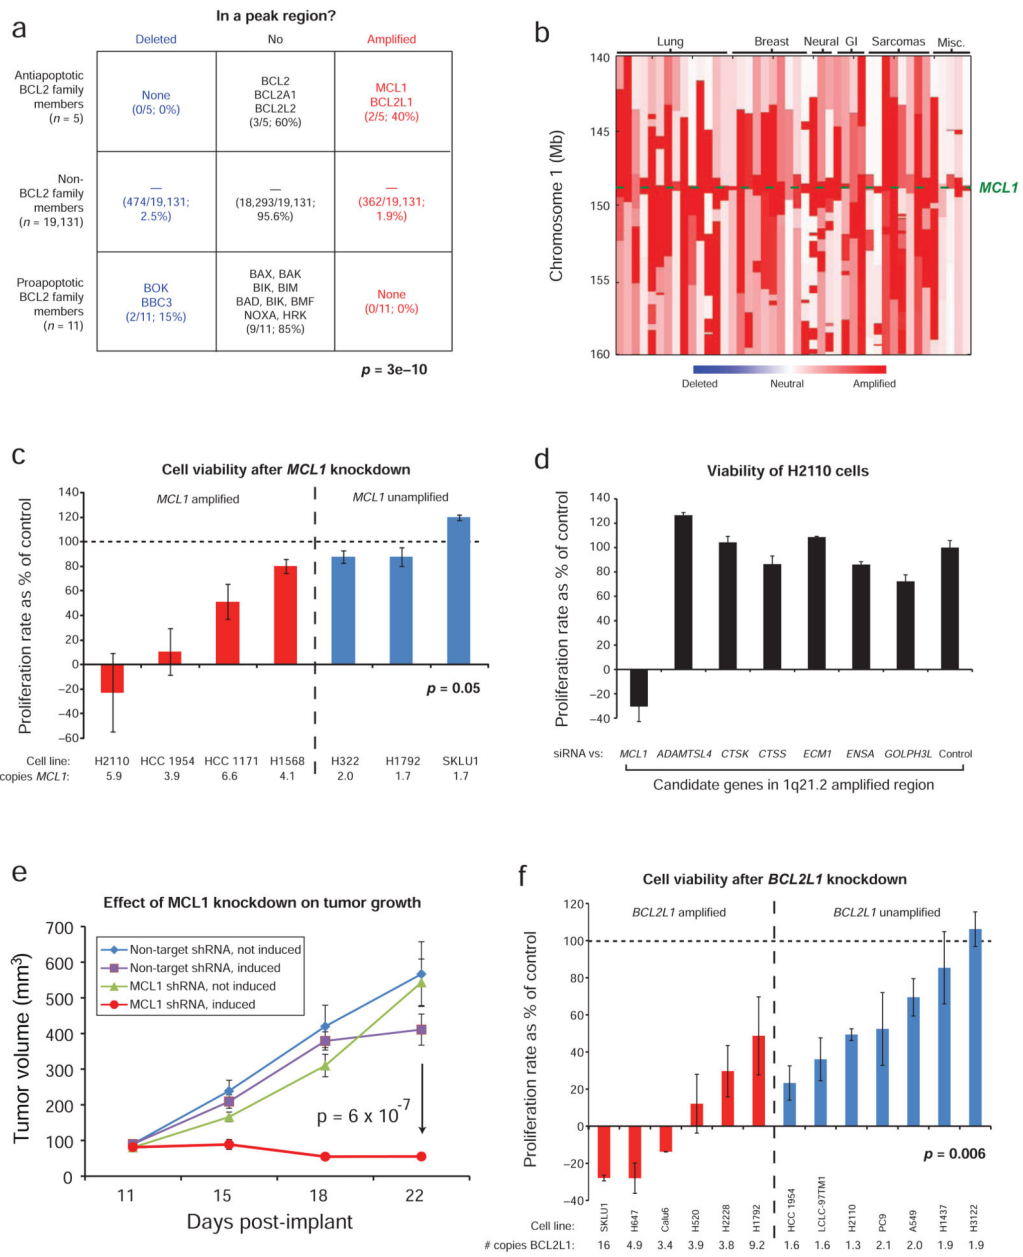 a
In a peak region?
Deleted
No
Amplified
Antiapoptotic
BCL2 family
members
(n = 5)
None
(0/5; 0%)
BCL2
BCL2A1
BCL2L2
(3/5; 60%)
MCL1
BCL2L1
(2/5; 40%)
Non-
BCL2 family
members
(n = 19,131)
—
(474/19,131;
2.5%)
—
(18,293/19,131;
95.6%)
—
(362/19,131;
1.9%)
Proapoptotic
BCL2 family
members
(n = 11)
BOK
BBC3
(2/11; 15%)
BAX, BAK
BIK, BIM
BAD, BIK, BMF
NOXA, HRK
(9/11; 85%)
None
(0/11; 0%)
p = 3e–10
b
Lung Breast Neural GI Sarcomas Misc.
Chromosome 1 (Mb)
140
145
150
155
160
MCL1
Deleted Neutral Amplified
c
Cell viability after MCL1 knockdown
MCL1 amplified
MCL1 unamplified
Proliferation rate as % of control
140
120
100
80
60
40
20
0
–20
–40
–60
p = 0.05
Cell line: H2110 HCC 1954 HCC 1171 H1568 H322 H1792 SKLU1
copies MCL1: 5.9 3.9 6.6 4.1 2.0 1.7 1.7
d
Viability of H2110 cells
Proliferation rate as % of control
140
120
100
80
60
40
20
0
–20
–40
siRNA vs: MCL1 ADAMTSL4 CTSK CTSS ECM1 ENSA GOLPH3L Control
Candidate genes in 1q21.2 amplified region
e
Effect of MCL1 knockdown on tumor growth
Tumor volume (mm³)
700
600
500
400
300
200
100
0
Non-target shRNA, not induced
Non-target shRNA, induced
MCL1 shRNA, not induced
MCL1 shRNA, induced
p = 6 x 10⁻⁷
11 15 18 22
Days post-implant
f
Cell viability after BCL2L1 knockdown
BCL2L1 amplified
BCL2L1 unamplified
Proliferation rate as % of control
120
100
80
60
40
20
0
–20
–40
p = 0.006
Cell line: SKLU1 H647 Calu6 H520 H2228 H1792 HCC 1954 LCLC-97TM1 H2110 PC9 A549 H1437 H3122
# copies BCL2L1: 16 4.9 3.4 3.9 3.8 9.2 1.6 1.6 1.3 2.1 2.0 1.9 1.9